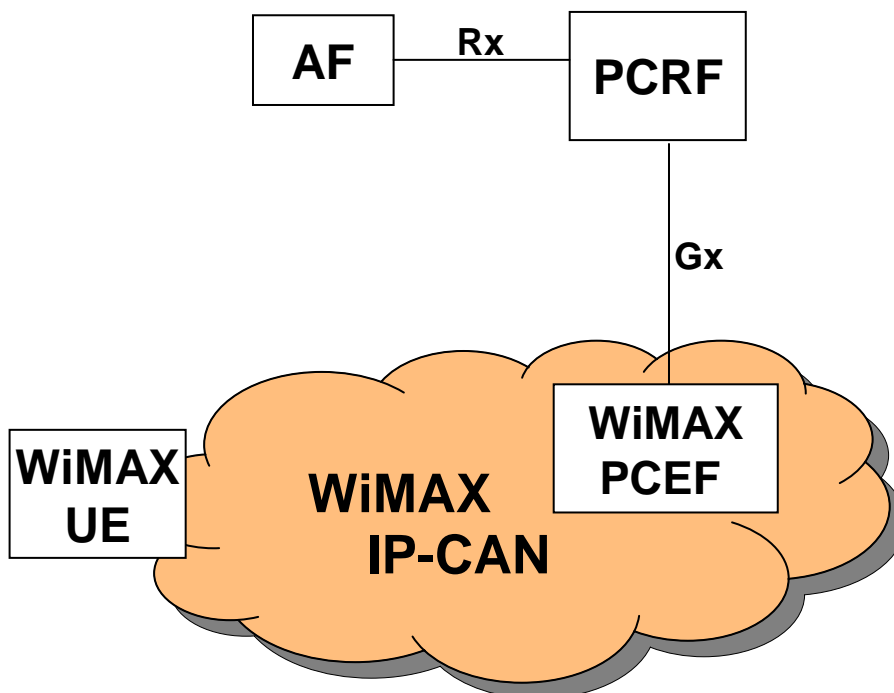 AF
Rx
PCRF
Gx
WiMAX
PCEF
WiMAX
UE
WiMAX
IP-CAN